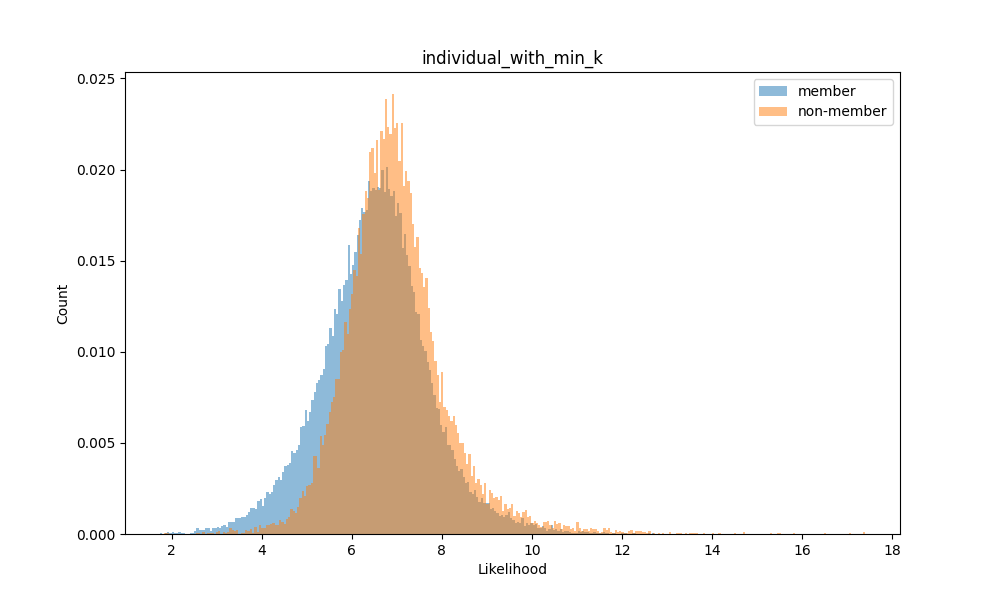 individual_with_min_k
member
non-member
0.025
0.020
0.015
0.010
0.005
0.000
Count
2 4 6 8 10 12 14 16 18
Likelihood